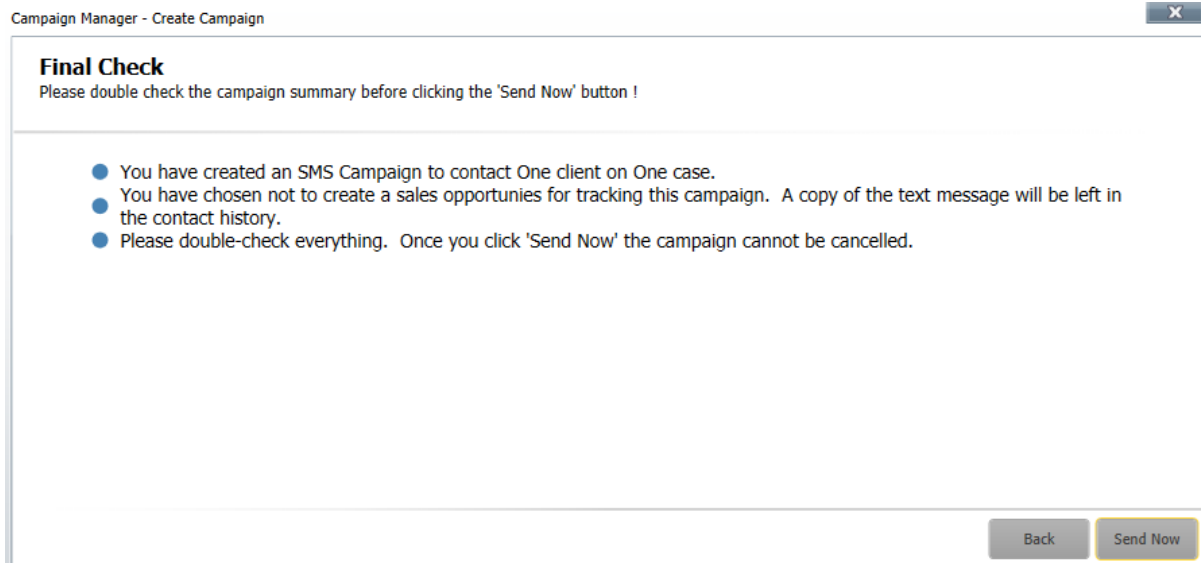 Campaign Manager - Create Campaign
X
Final Check
Please double check the campaign summary before clicking the 'Send Now' button !
You have created an SMS Campaign to contact One client on One case.
You have chosen not to create a sales opportunies for tracking this campaign.  A copy of the text message will be left in
the contact history.
Please double-check everything.  Once you click 'Send Now' the campaign cannot be cancelled.
Back
Send Now